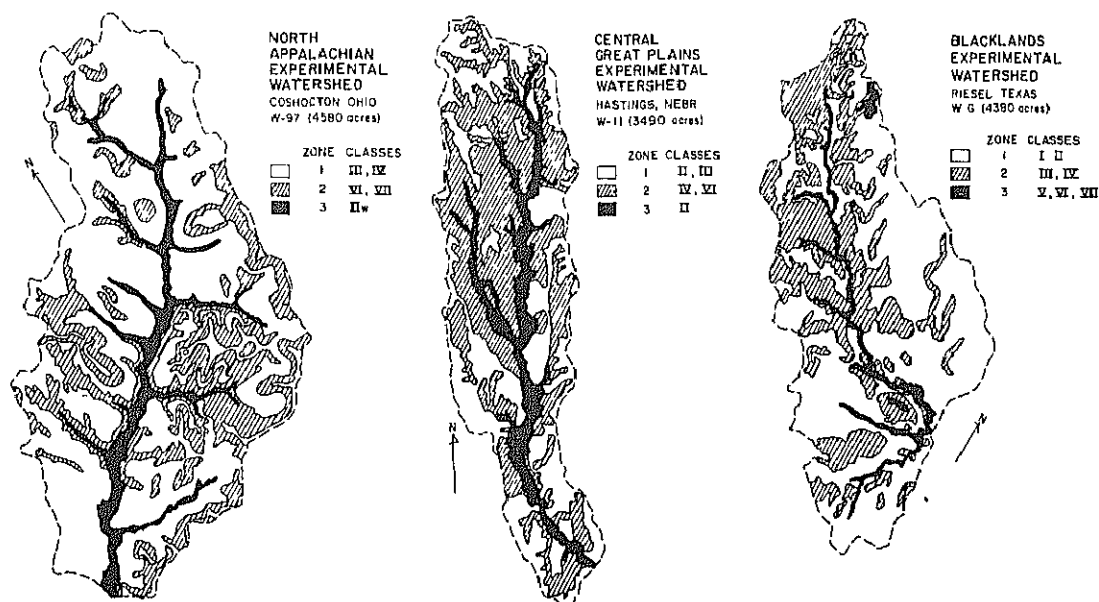 NORTH
APPALACHIAN
EXPERIMENTAL
WATERSHED
COSHOCTON OHIO
W-97 (4580 acres)
ZONE CLASSES
1 III, IV
2 VI, VII
3 IIw
N
CENTRAL
GREAT PLAINS
EXPERIMENTAL
WATERSHED
HASTINGS, NEBR
W-11 (3490 acres)
ZONE CLASSES
1 II, III
2 IV, VI
3 II
N
BLACKLANDS
EXPERIMENTAL
WATERSHED
RIESEL TEXAS
W G (4380 acres)
ZONE CLASSES
1 I II
2 III, IV
3 V, VI, VII
N